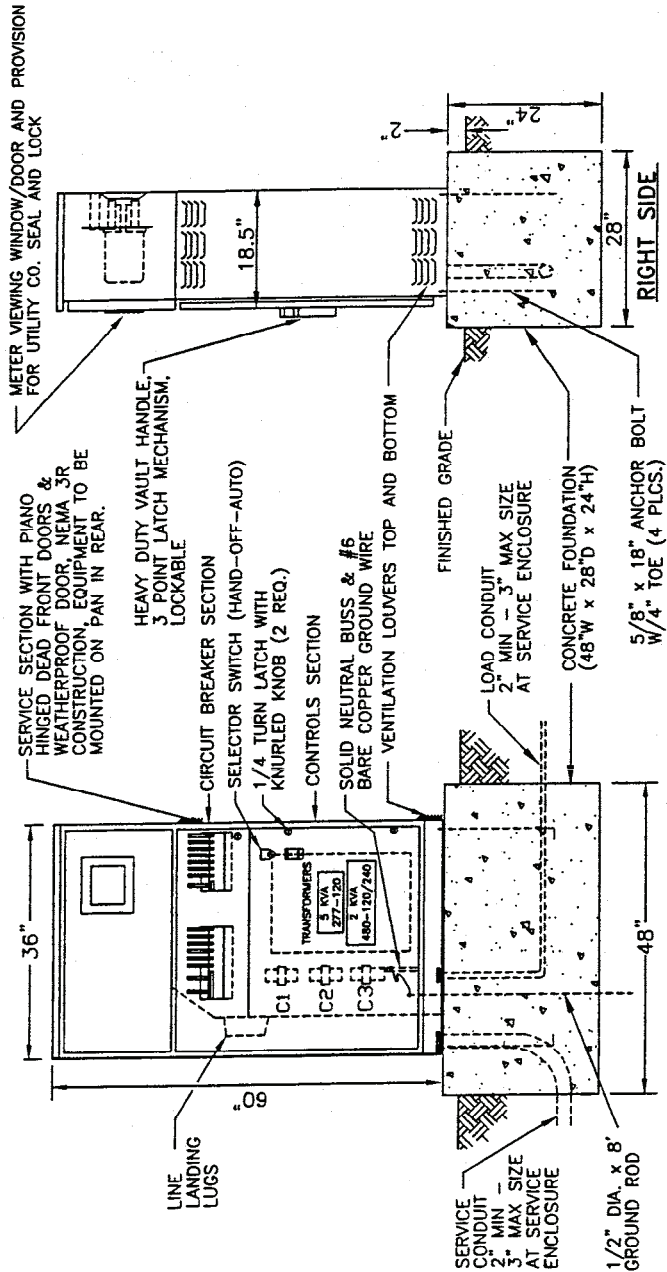 METER VIEWING WINDOW/DOOR AND PROVISION
FOR UTILITY CO. SEAL AND LOCK
SERVICE SECTION WITH PIANO
HINGED DEAD FRONT DOORS &
WEATHERPROOF DOOR, NEMA 3R
CONSTRUCTION, EQUIPMENT TO BE
MOUNTED ON PAN IN REAR.
HEAVY DUTY VAULT HANDLE,
3 POINT LATCH MECHANISM,
LOCKABLE
CIRCUIT BREAKER SECTION
SELECTOR SWITCH (HAND-OFF-AUTO)
1/4 TURN LATCH WITH
KNURLED KNOB (2 REQ.)
CONTROLS SECTION
SOLID NEUTRAL BUSS & #6
BARE COPPER GROUND WIRE
VENTILATION LOUVERS TOP AND BOTTOM
FINISHED GRADE
LOAD CONDUIT
2" MIN - 3" MAX SIZE
AT SERVICE ENCLOSURE
CONCRETE FOUNDATION
(48"W x 28"D x 24"H)
5/8" x 18" ANCHOR BOLT
W/4" TOE (4 PLCS.)
36"
60"
LINE
LANDING
LUGS
TRANSFORMERS
5 KVA
277-120
2 KVA
480-120/240
C1
C2
C3
SERVICE
CONDUIT
2" MIN -
3" MAX SIZE
AT SERVICE
ENCLOSURE
1/2" DIA. x 8'
GROUND ROD
48"
18.5"
2"
24"
28"
RIGHT SIDE